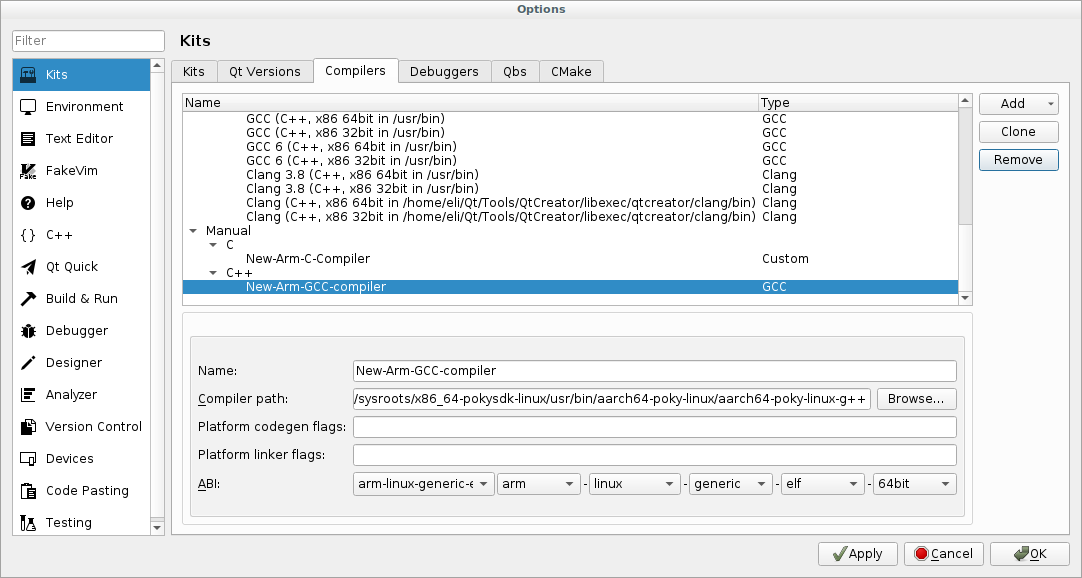 Options
Filter
Kits
Environment
Text Editor
FakeVim
Help
{} C++
Qt Quick
Build & Run
Debugger
Designer
Analyzer
Version Control
Devices
Code Pasting
Testing
Kits
Kits Qt Versions Compilers Debuggers Qbs CMake
Name Type
GCC (C++, x86 64bit in /usr/bin) GCC
GCC (C++, x86 32bit in /usr/bin) GCC
GCC 6 (C++, x86 64bit in /usr/bin) GCC
GCC 6 (C++, x86 32bit in /usr/bin) GCC
Clang 3.8 (C++, x86 64bit in /usr/bin) Clang
Clang 3.8 (C++, x86 32bit in /usr/bin) Clang
Clang (C++, x86 64bit in /home/eli/Qt/Tools/QtCreator/libexec/qtcreator/clang/bin) Clang
Clang (C++, x86 32bit in /home/eli/Qt/Tools/QtCreator/libexec/qtcreator/clang/bin) Clang
Manual
C
New-Arm-C-Compiler Custom
C++
New-Arm-GCC-compiler GCC
Add
Clone
Remove
Name: New-Arm-GCC-compiler
Compiler path: /sysroots/x86_64-pokysdk-linux/usr/bin/aarch64-poky-linux/aarch64-poky-linux-g++ Browse...
Platform codegen flags:
Platform linker flags:
ABI: arm-linux-generic-e arm - linux - generic - elf - 64bit
Apply Cancel OK